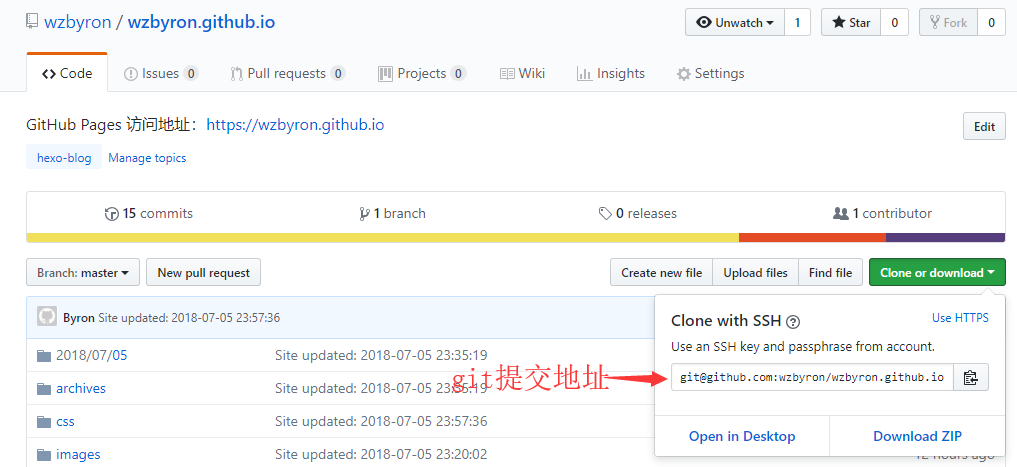 wzbyron / wzbyron.github.io
Unwatch 1 Star 0 Fork 0
Code Issues 0 Pull requests 0 Projects 0 Wiki Insights Settings
GitHub Pages 访问地址：https://wzbyron.github.io
Edit
hexo-blog Manage topics
15 commits 1 branch 0 releases 1 contributor
Branch: master New pull request Create new file Upload files Find file Clone or download
Byron Site updated: 2018-07-05 23:57:36
2018/07/05 Site updated: 2018-07-05 23:35:19
archives Site updated: 2018-07-05 23:35:19
css Site updated: 2018-07-05 23:57:36
images Site updated: 2018-07-05 23:20:02
12 hours ago
Clone with SSH ? Use HTTPS
Use an SSH key and passphrase from account.
git提交地址
git@github.com:wzbyron/wzbyron.github.io
Open in Desktop Download ZIP